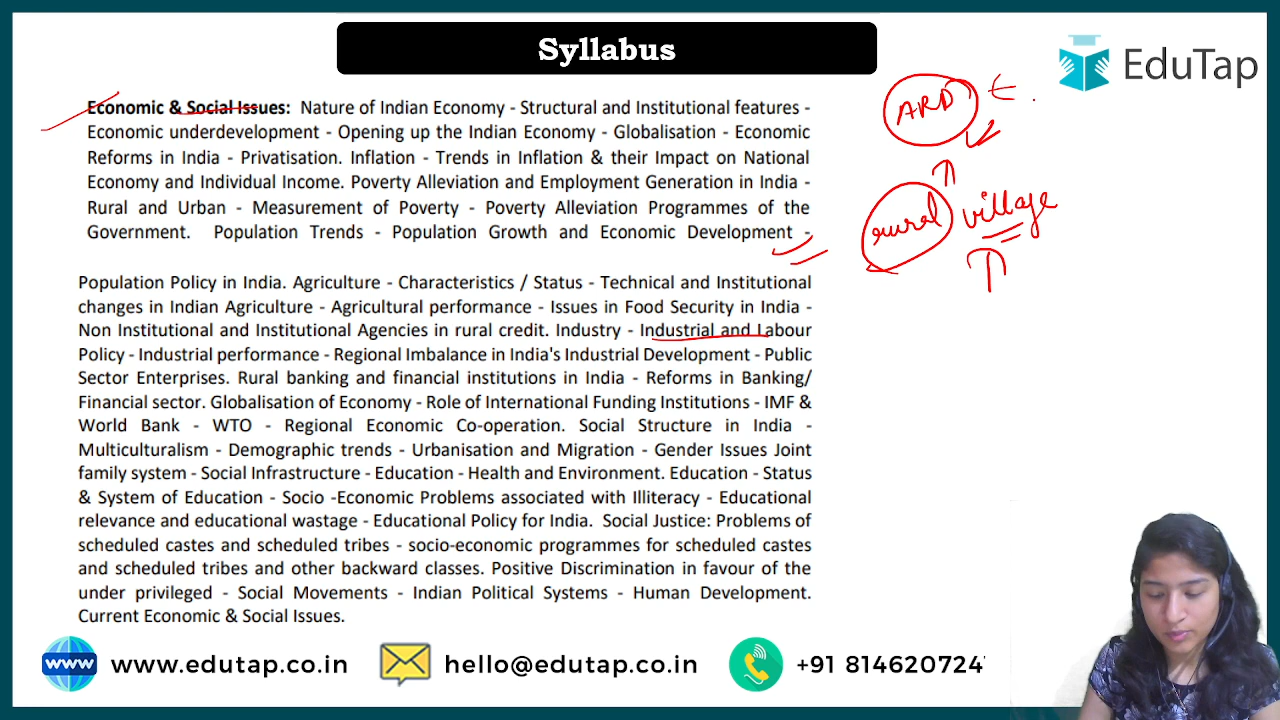 Syllabus
EduTap
ARD
rural village
Economic & Social Issues: Nature of Indian Economy - Structural and Institutional features -
Economic underdevelopment - Opening up the Indian Economy - Globalisation - Economic
Reforms in India - Privatisation. Inflation - Trends in Inflation & their Impact on National
Economy and Individual Income. Poverty Alleviation and Employment Generation in India -
Rural and Urban - Measurement of Poverty - Poverty Alleviation Programmes of the
Government. Population Trends - Population Growth and Economic Development -
Population Policy in India. Agriculture - Characteristics / Status - Technical and Institutional
changes in Indian Agriculture - Agricultural performance - Issues in Food Security in India -
Non Institutional and Institutional Agencies in rural credit. Industry - Industrial and Labour
Policy - Industrial performance - Regional Imbalance in India's Industrial Development - Public
Sector Enterprises. Rural banking and financial institutions in India - Reforms in Banking/
Financial sector. Globalisation of Economy - Role of International Funding Institutions - IMF &
World Bank - WTO - Regional Economic Co-operation. Social Structure in India -
Multiculturalism - Demographic trends - Urbanisation and Migration - Gender Issues Joint
family system - Social Infrastructure - Education - Health and Environment. Education - Status
& System of Education - Socio -Economic Problems associated with Illiteracy - Educational
relevance and educational wastage - Educational Policy for India. Social Justice: Problems of
scheduled castes and scheduled tribes - socio-economic programmes for scheduled castes
and scheduled tribes and other backward classes. Positive Discrimination in favour of the
under privileged - Social Movements - Indian Political Systems - Human Development.
Current Economic & Social Issues.
www www.edutap.co.in hello@edutap.co.in +91 814620724